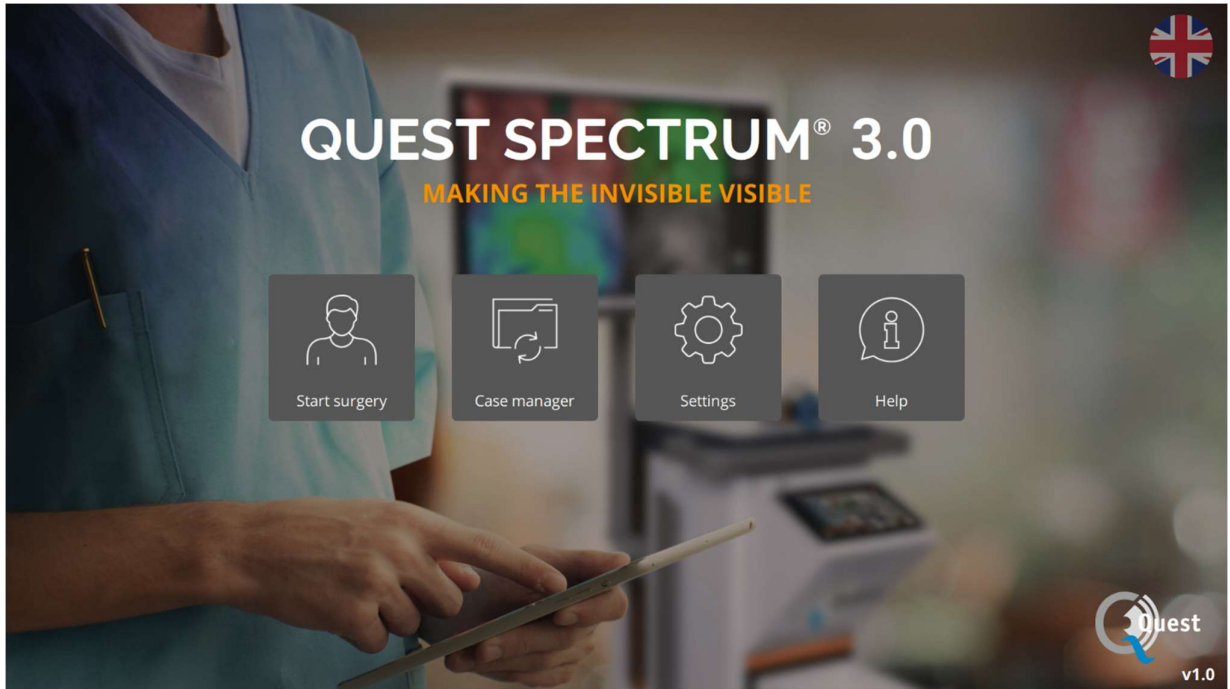 QUEST SPECTRUM® 3.0
MAKING THE INVISIBLE VISIBLE
Start surgery
Case manager
Settings
Help
Quest
v1.0